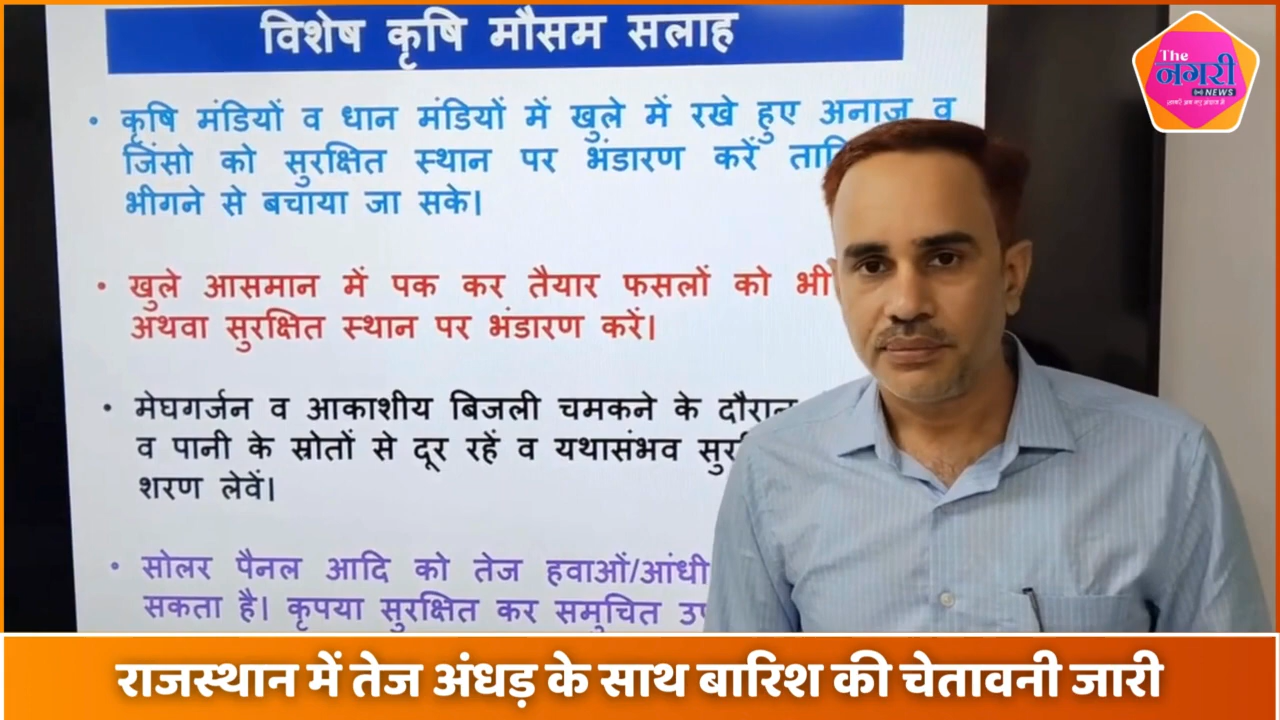 विशेष कृषि मौसम सलाह
The
नगरी
NEWS
• कृषि मंडियों व धान मंडियों में खुले में रखे हुए अनाज व
जिंसो को सुरक्षित स्थान पर भंडारण करें
भीगने से बचाया जा सके।
• खुले आसमान में पक कर तैयार फसलों को भी
अथवा सुरक्षित स्थान पर भंडारण करें।
• मेघगर्जन व आकाशीय बिजली चमकने के दौरान
व पानी के स्रोतों से दूर रहें व यथासंभव
शरण लेवें।
• सोलर पैनल आदि को तेज हवाओं/आंधी
सकता है। कृपया सुरक्षित कर समुचित
राजस्थान में तेज अंधड़ के साथ बारिश की चेतावनी जारी